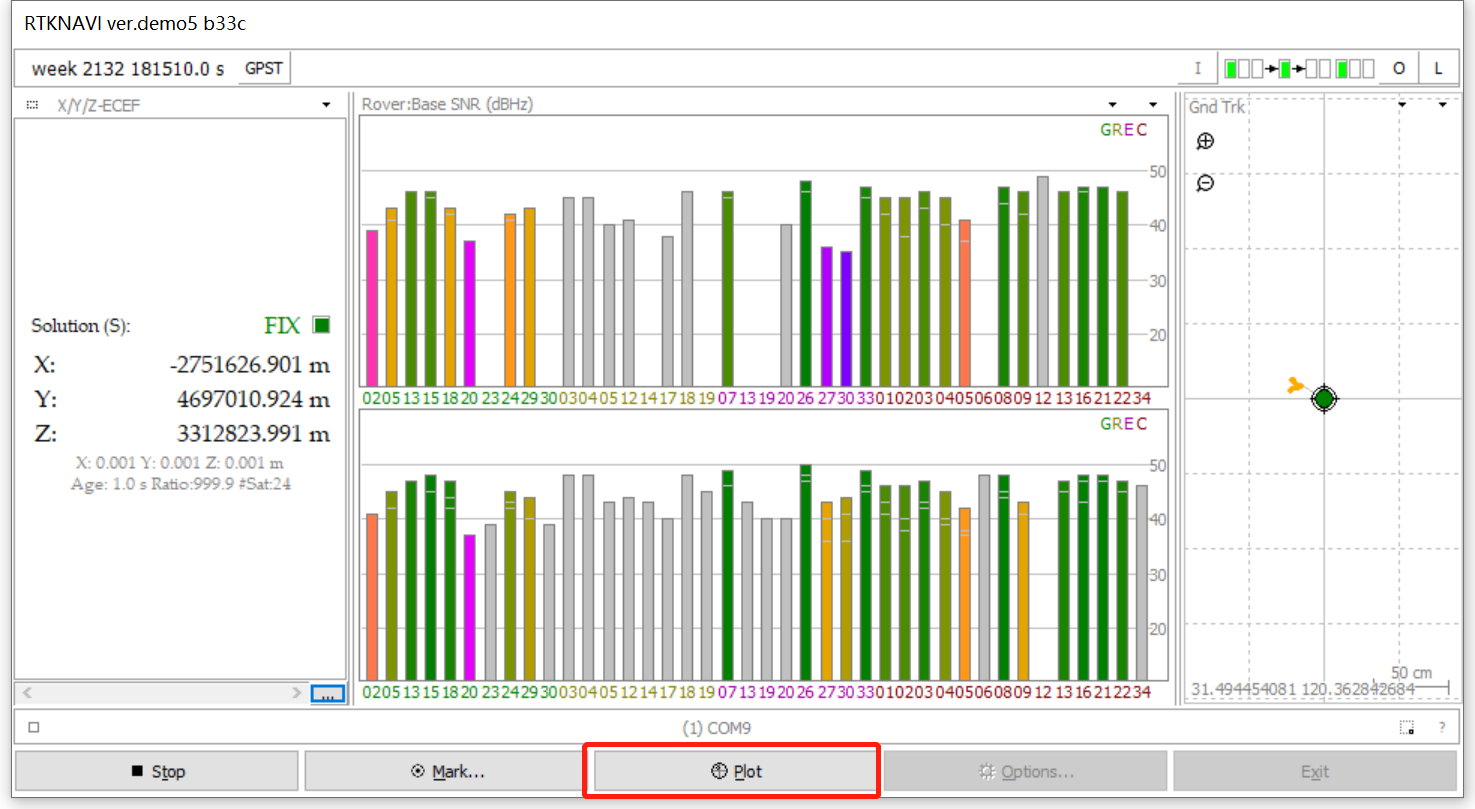 RTKNAVI ver.demo5 b33c
week 2132 181510.0 s GPST I O L
X/Y/Z-ECEF
Solution (S): FIX
X: -2751626.901 m
Y: 4697010.924 m
Z: 3312823.991 m
X: 0.001 Y: 0.001 Z: 0.001 m
Age: 1.0 s Ratio:999.9 #Sat:24
...
Rover:Base SNR (dBHz)
GREC
50
40
30
20
02 05 13 15 18 20 23 24 29 30 03 04 05 12 14 17 18 19 07 13 19 20 26 27 30 33 01 02 03 04 05 06 08 09 12 13 16 21 22 34
GREC
50
40
30
20
02 05 13 15 18 20 23 24 29 30 03 04 05 12 14 17 18 19 07 13 19 20 26 27 30 33 01 02 03 04 05 06 08 09 12 13 16 21 22 34
Gnd Trk
50 cm
31.494454081 120.362842684
(1) COM9 ?
Stop Mark... Plot Options... Exit